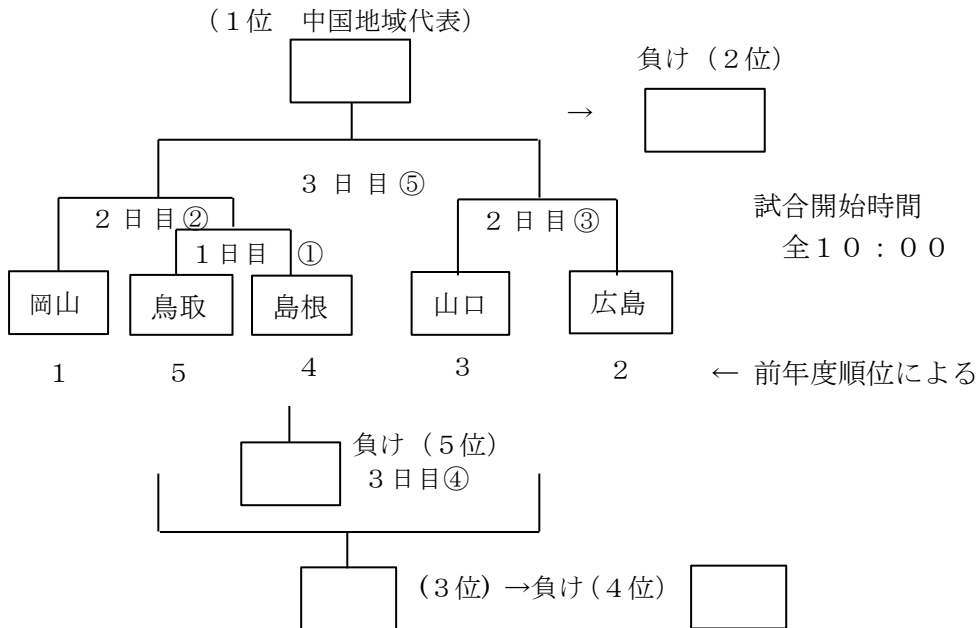 (１位　中国地域代表)
負け（２位）
→
３日目⑤
試合開始時間
２日目②
２日目③
全１０：００
１日目　①
岡山　鳥取　島根　山口　広島
1　5　4　3　2　← 前年度順位による
負け（５位）
３日目④
(３位) →負け(４位)